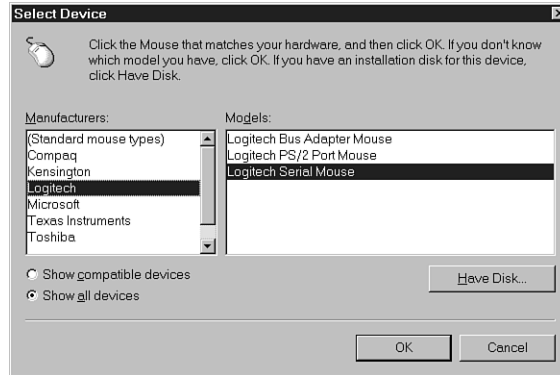 Select Device
Click the Mouse that matches your hardware, and then click OK. If you don't know
which model you have, click OK. If you have an installation disk for this device,
click Have Disk.
Manufacturers:
(Standard mouse types)
Compaq
Kensington
Logitech
Microsoft
Texas Instruments
Toshiba
Models:
Logitech Bus Adapter Mouse
Logitech PS/2 Port Mouse
Logitech Serial Mouse
Show compatible devices
Show all devices
Have Disk...
OK
Cancel